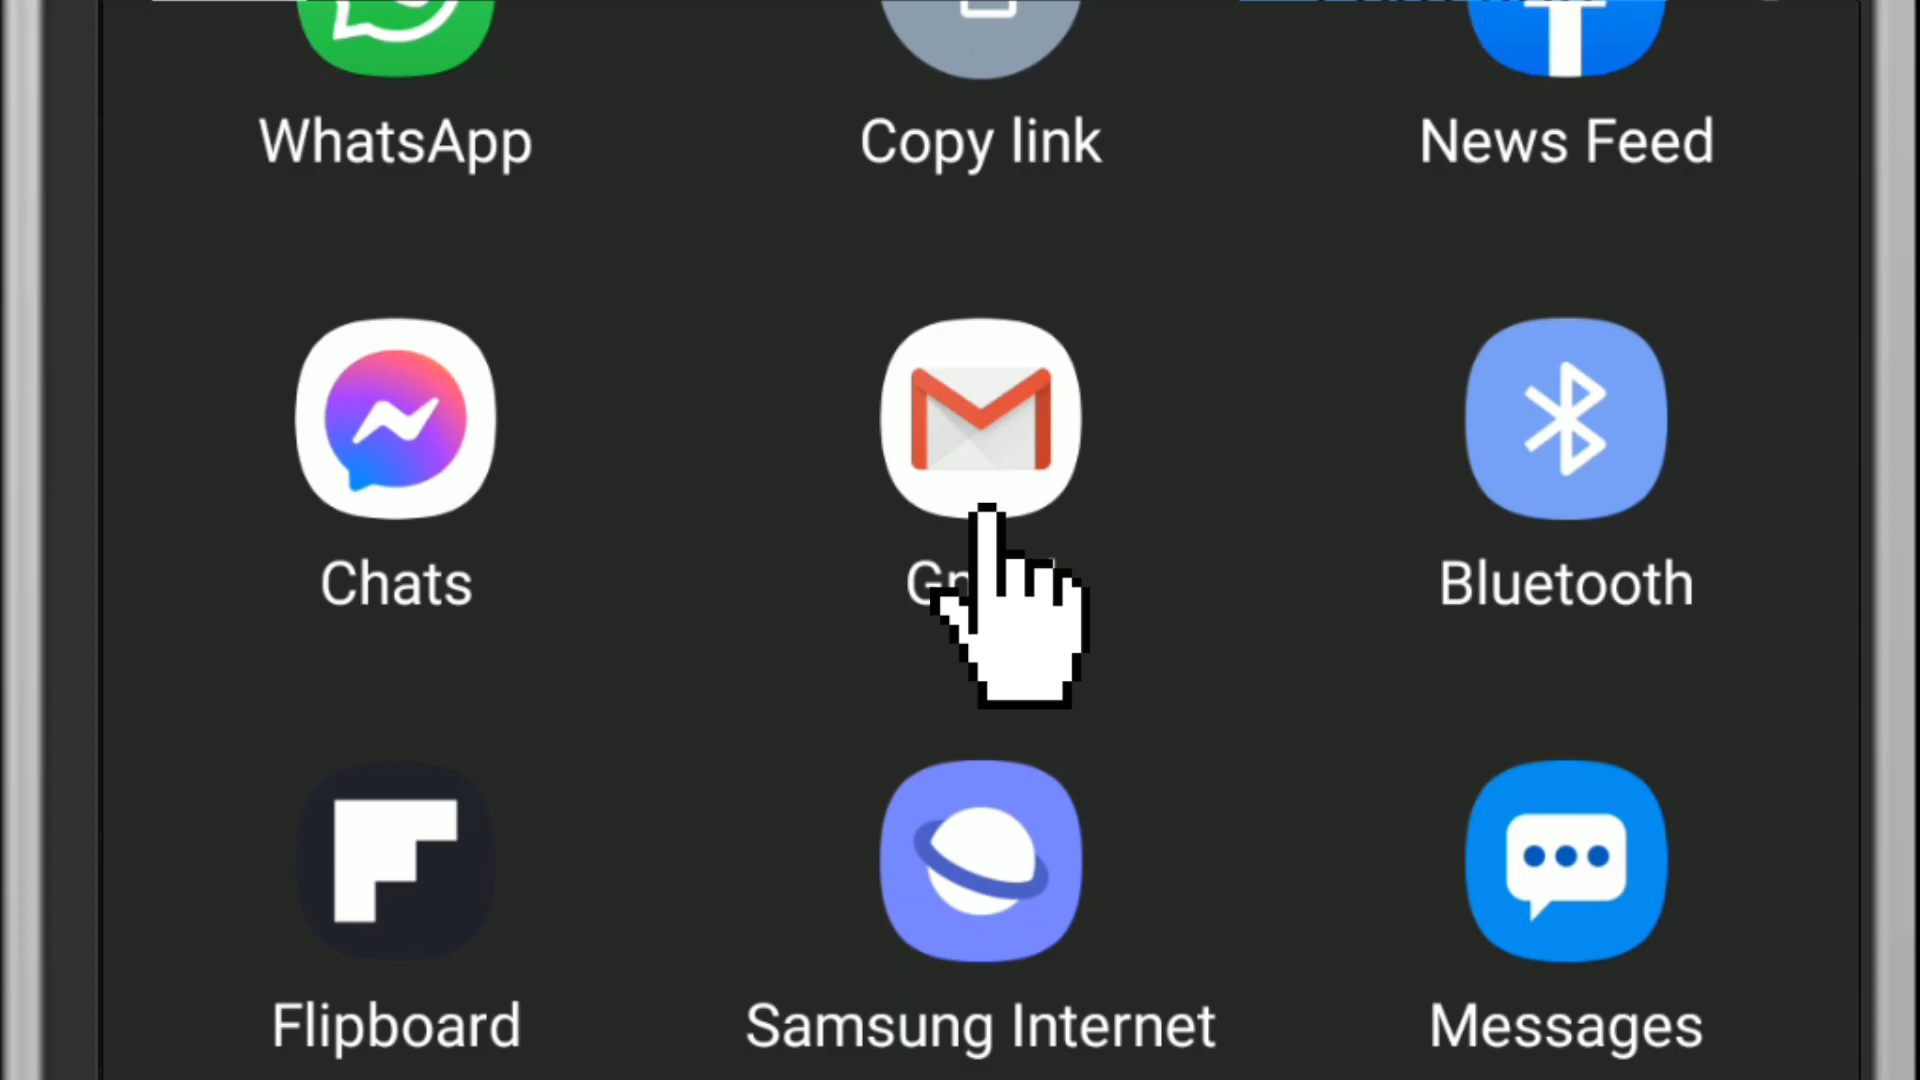 WhatsApp
Copy link
News Feed
Chats
Bluetooth
Flipboard
Samsung Internet
Messages